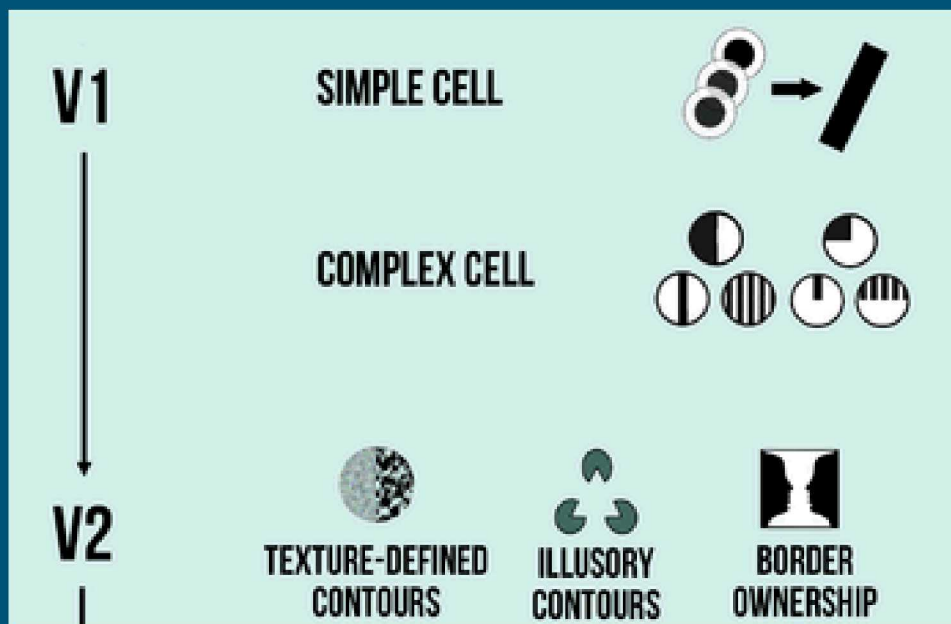 V1
SIMPLE CELL
COMPLEX CELL
V2
TEXTURE-DEFINED
CONTOURS
ILLUSORY
CONTOURS
BORDER
OWNERSHIP